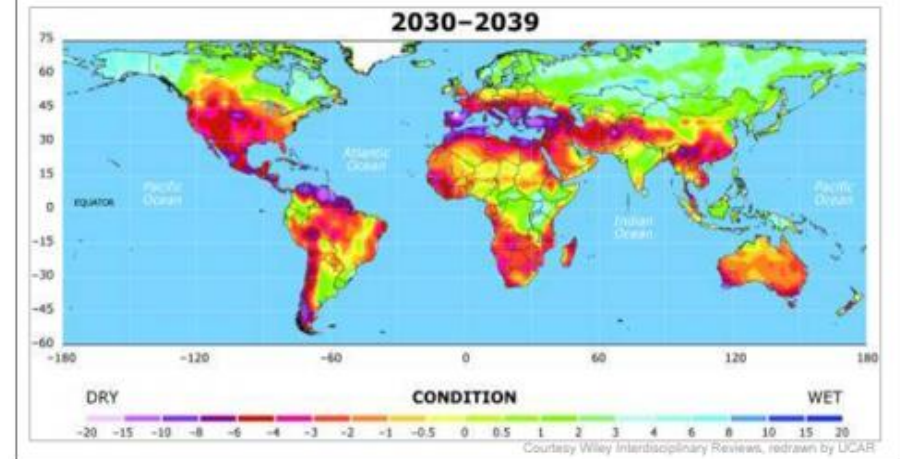 2030–2039
75
60
45
30
15
0
−15
−30
−45
−60
EQUATOR
Pacific
Ocean
Atlantic
Ocean
Indian
Ocean
Pacific
Ocean
−180 −120 −60 0 60 120 180
DRY CONDITION WET
−20 −15 −10 −8 −6 −4 −3 −2 −1 −0.5 0 0.5 1 2 3 4 6 8 10 15 20
Courtesy Wiley Interdisciplinary Reviews, redrawn by UCAR